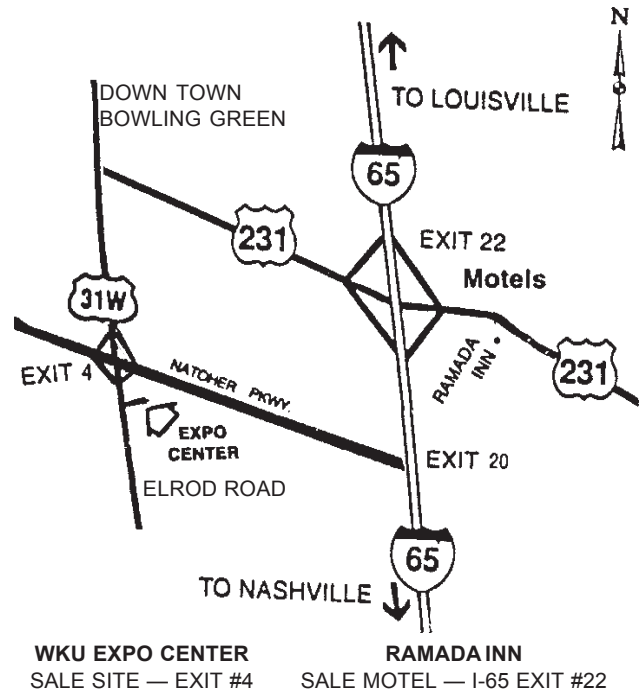 N
DOWN TOWN
BOWLING GREEN
TO LOUISVILLE
65
231
EXIT 22
Motels
31W
RAMADA
INN
231
EXIT 4
NATCHER PKWY.
EXPO
CENTER
EXIT 20
ELROD ROAD
65
TO NASHVILLE
WKU EXPO CENTER
SALE SITE — EXIT #4
RAMADA INN
SALE MOTEL — I-65 EXIT #22